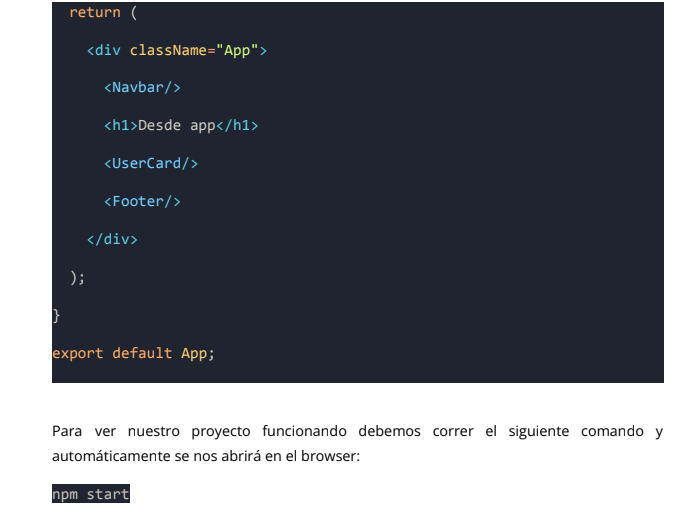 return (
<div className="App">
<Navbar/>
<h1>Desde app</h1>
<UserCard/>
<Footer/>
</div>
);
}
export default App;
Para ver nuestro proyecto funcionando debemos correr el siguiente comando y
automáticamente se nos abrirá en el browser:
npm start